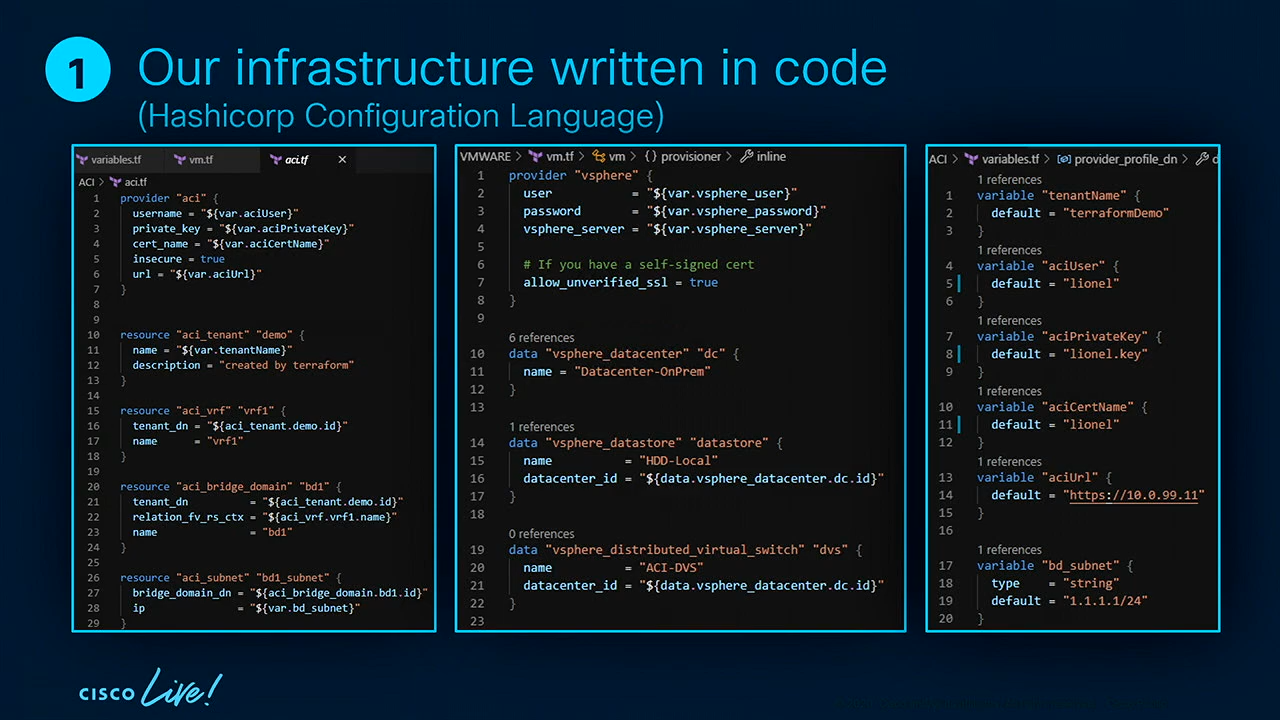 1 Our infrastructure written in code
(Hashicorp Configuration Language)
variables.tf vm.tf aci.tf ×
ACI > aci.tf
1 provider "aci" {
2 username = "${var.aciUser}"
3 private_key = "${var.aciPrivateKey}"
4 cert_name = "${var.aciCertName}"
5 insecure = true
6 url = "${var.aciUrl}"
7 }
8
9
10 resource "aci_tenant" "demo" {
11 name = "${var.tenantName}"
12 description = "created by terraform"
13 }
14
15 resource "aci_vrf" "vrf1" {
16 tenant_dn = "${aci_tenant.demo.id}"
17 name = "vrf1"
18 }
19
20 resource "aci_bridge_domain" "bd1" {
21 tenant_dn = "${aci_tenant.demo.id}"
22 relation_fv_rs_ctx = "${aci_vrf.vrf1.name}"
23 name = "bd1"
24 }
25
26 resource "aci_subnet" "bd1_subnet" {
27 bridge_domain_dn = "${aci_bridge_domain.bd1.id}"
28 ip = "${var.bd_subnet}"
29 }
VMWARE > vm.tf > vm > {} provisioner > inline
1 provider "vsphere" {
2 user = "${var.vsphere_user}"
3 password = "${var.vsphere_password}"
4 vsphere_server = "${var.vsphere_server}"
5
6 # If you have a self-signed cert
7 allow_unverified_ssl = true
8 }
9
6 references
10 data "vsphere_datacenter" "dc" {
11 name = "Datacenter-OnPrem"
12 }
13
1 references
14 data "vsphere_datastore" "datastore" {
15 name = "HDD-Local"
16 datacenter_id = "${data.vsphere_datacenter.dc.id}"
17 }
18
0 references
19 data "vsphere_distributed_virtual_switch" "dvs" {
20 name = "ACI-DVS"
21 datacenter_id = "${data.vsphere_datacenter.dc.id}"
22 }
23
ACI > variables.tf > provider_profile_dn > d
1 references
1 variable "tenantName" {
2 default = "terraformDemo"
3 }
1 references
4 variable "aciUser" {
5 default = "lionel"
6 }
1 references
7 variable "aciPrivateKey" {
8 default = "lionel.key"
9 }
1 references
10 variable "aciCertName" {
11 default = "lionel"
12 }
1 references
13 variable "aciUrl" {
14 default = "https://10.0.99.11"
15 }
16
1 references
17 variable "bd_subnet" {
18 type = "string"
19 default = "1.1.1.1/24"
20 }
CISCO Live!